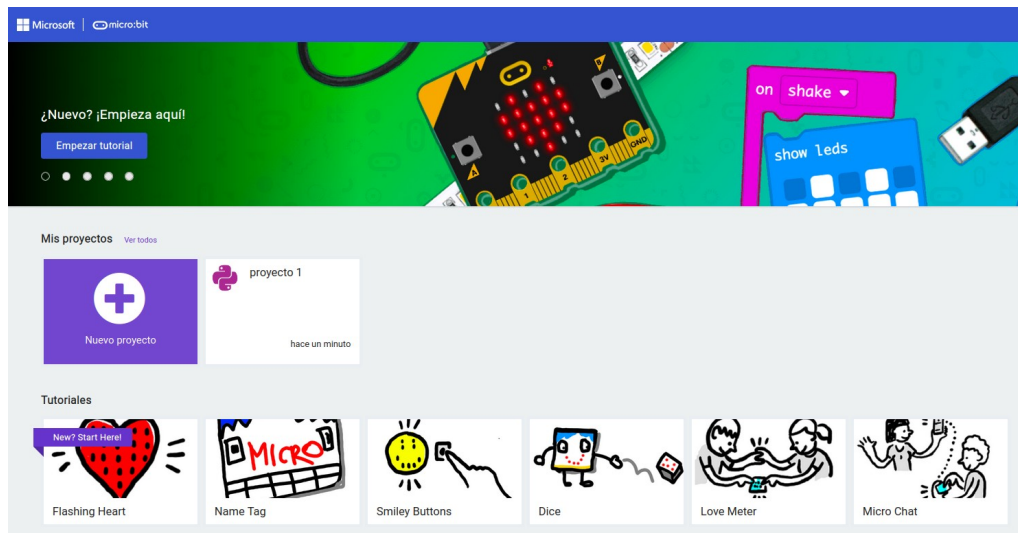 Microsoft | micro:bit
¿Nuevo? ¡Empieza aquí!
Empezar tutorial
A
B
1
2
3V
GND
on shake
show leds
Mis proyectos Ver todos
Nuevo proyecto
proyecto 1
hace un minuto
Tutoriales
New? Start Here!
MICRO
Flashing Heart
Name Tag
Smiley Buttons
Dice
Love Meter
Micro Chat